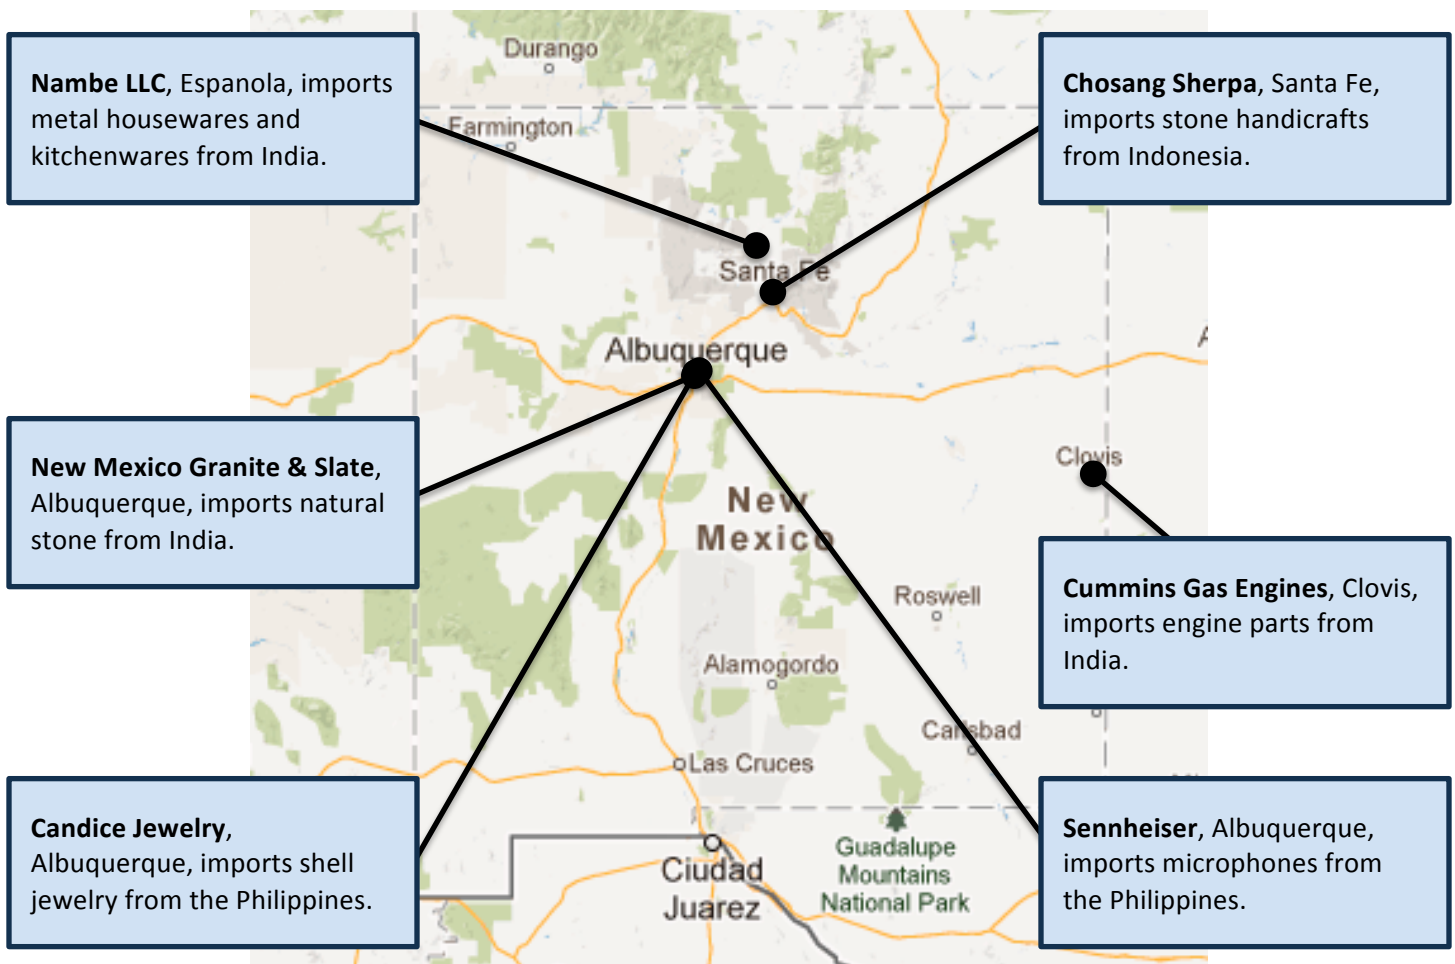 Nambe LLC, Espanola, imports
metal housewares and
kitchenwares from India.
Chosang Sherpa, Santa Fe,
imports stone handicrafts
from Indonesia.
Durango
Farmington
Santa Fe
Albuquerque
New Mexico Granite & Slate,
Albuquerque, imports natural
stone from India.
Clovis
New
Mexico
Roswell
Cummins Gas Engines, Clovis,
imports engine parts from
India.
Alamogordo
Carlsbad
Las Cruces
Candice Jewelry,
Albuquerque, imports shell
jewelry from the Philippines.
Ciudad
Juarez
Guadalupe
Mountains
National Park
Sennheiser, Albuquerque,
imports microphones from
the Philippines.